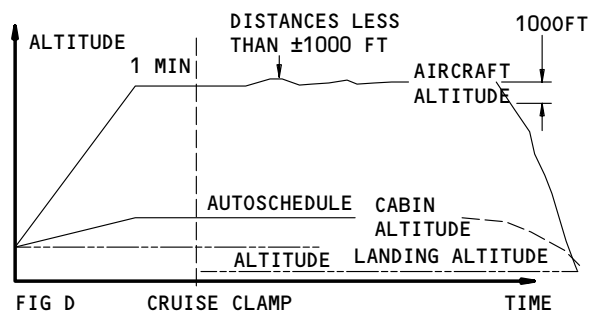 DISTANCES LESS
THAN ±1000 FT
1000FT
ALTITUDE
1 MIN
AIRCRAFT
ALTITUDE
AUTOSCHEDULE
CABIN
ALTITUDE
ALTITUDE
LANDING ALTITUDE
FIG D
CRUISE CLAMP
TIME